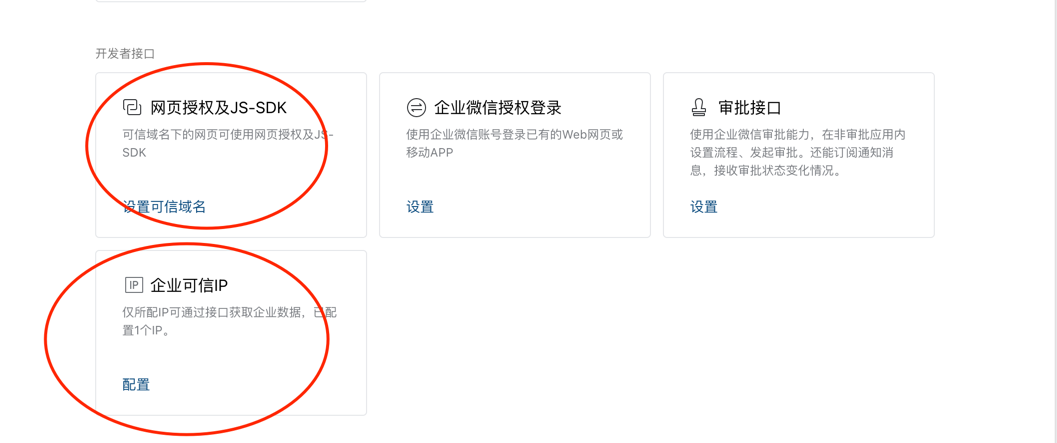 开发者接口
网页授权及JS-SDK
可信域名下的网页可使用网页授权及JS-
SDK
设置可信域名
企业微信授权登录
使用企业微信账号登录已有的Web网页或
移动APP
设置
审批接口
使用企业微信审批能力，在非审批应用内
设置流程、发起审批。还能订阅通知消
息，接收审批状态变化情况。
设置
IP 企业可信IP
仅所配IP可通过接口获取企业数据，已配
置1个IP。
配置